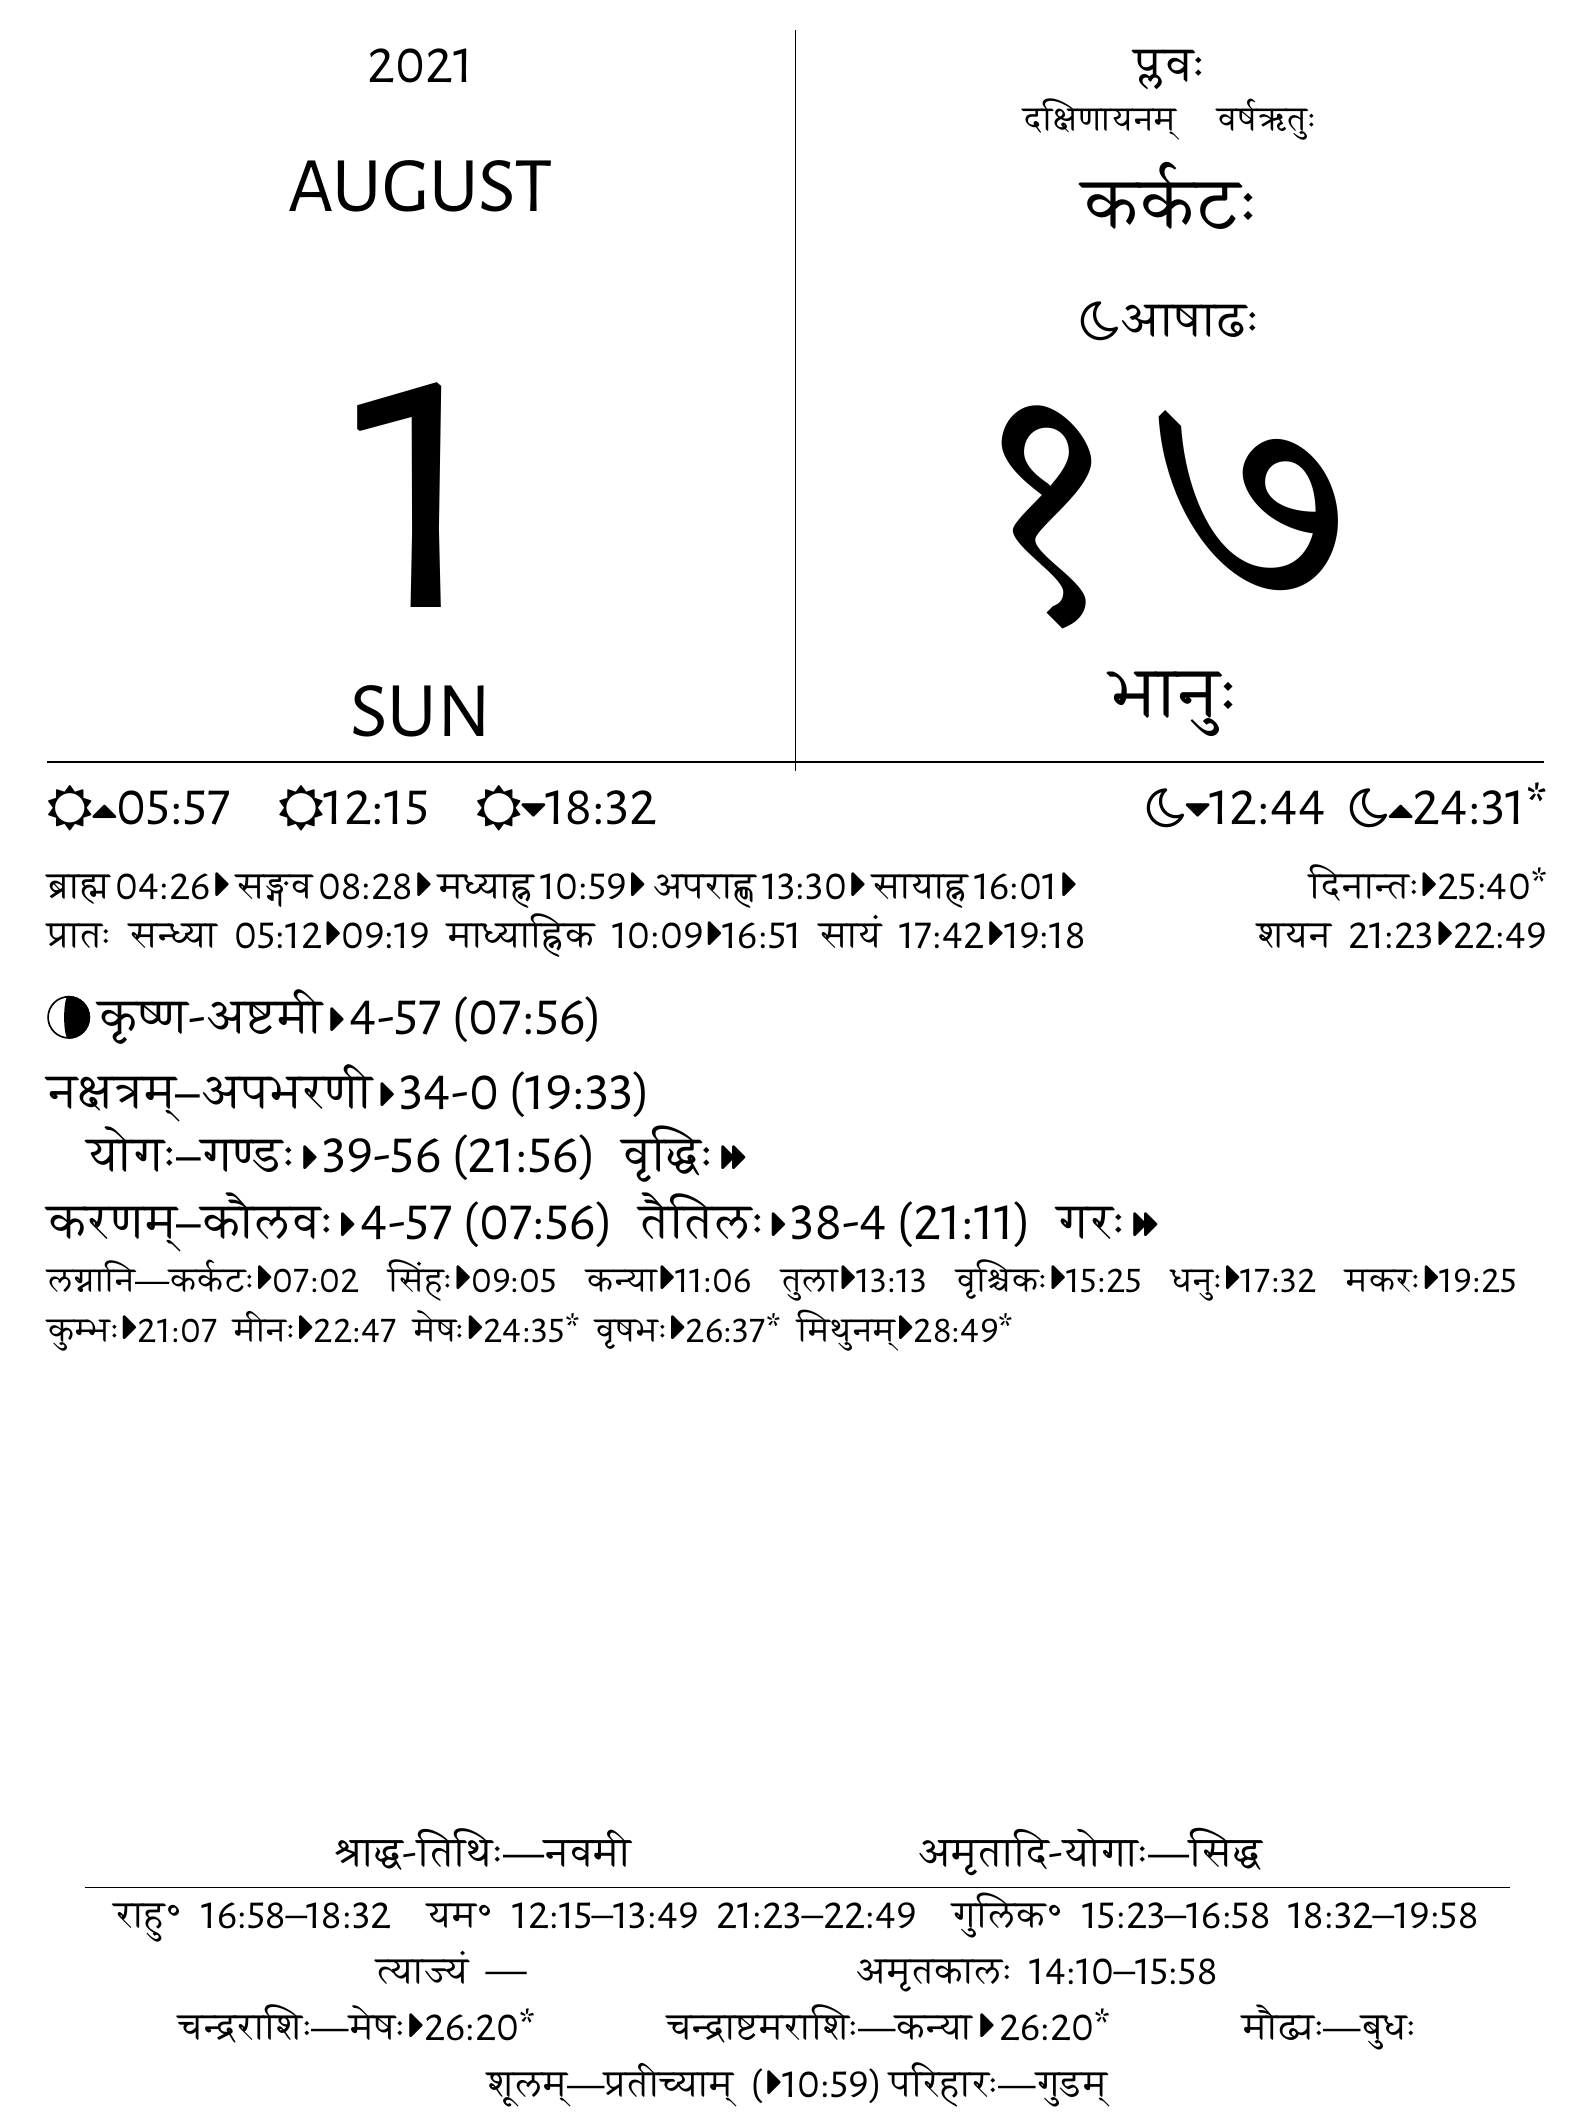 2021
AUGUST
1
SUN
प्लवः
दक्षिणायनम् वर्षऋतुः
कर्कटः
☾आषाढः
१७
भानुः
☼▲05:57 ☼12:15 ☼▼18:32 ☾▼12:44 ☾▲24:31*
ब्राह्म 04:26▶ सङ्गव 08:28▶ मध्याह्न 10:59▶ अपराह्ण 13:30▶ सायाह्न 16:01▶ दिनान्तः▶25:40*
प्रातः सन्ध्या 05:12▶09:19 माध्याह्निक 10:09▶16:51 सायं 17:42▶19:18 शयन 21:23▶22:49
◑ कृष्ण-अष्टमी▶4-57 (07:56)
नक्षत्रम्–अपभरणी▶34-0 (19:33)
योगः–गण्डः▶39-56 (21:56) वृद्धिः▶▶
करणम्–कौलवः▶4-57 (07:56) तैतिलः▶38-4 (21:11) गरः▶▶
लग्नानि—कर्कटः▶07:02 सिंहः▶09:05 कन्या▶11:06 तुला▶13:13 वृश्चिकः▶15:25 धनुः▶17:32 मकरः▶19:25
कुम्भः▶21:07 मीनः▶22:47 मेषः▶24:35* वृषभः▶26:37* मिथुनम्▶28:49*
श्राद्ध-तिथिः—नवमी अमृतादि-योगाः—सिद्ध
राहु॰ 16:58–18:32 यम॰ 12:15–13:49 21:23–22:49 गुलिक॰ 15:23–16:58 18:32–19:58
त्याज्यं — अमृतकालः 14:10–15:58
चन्द्रराशिः—मेषः▶26:20* चन्द्राष्टमराशिः—कन्या▶26:20* मौढ्यः—बुधः
शूलम्—प्रतीच्याम् (▶10:59) परिहारः—गुडम्